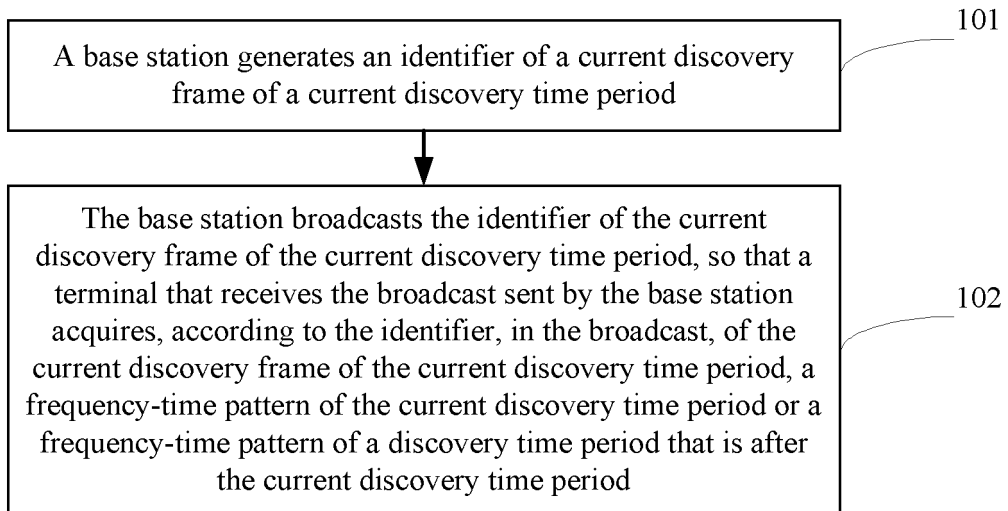 101
A base station generates an identifier of a current discovery
frame of a current discovery time period
The base station broadcasts the identifier of the current
discovery frame of the current discovery time period, so that a
terminal that receives the broadcast sent by the base station
acquires, according to the identifier, in the broadcast, of the
current discovery frame of the current discovery time period, a
frequency-time pattern of the current discovery time period or a
frequency-time pattern of a discovery time period that is after
the current discovery time period
102